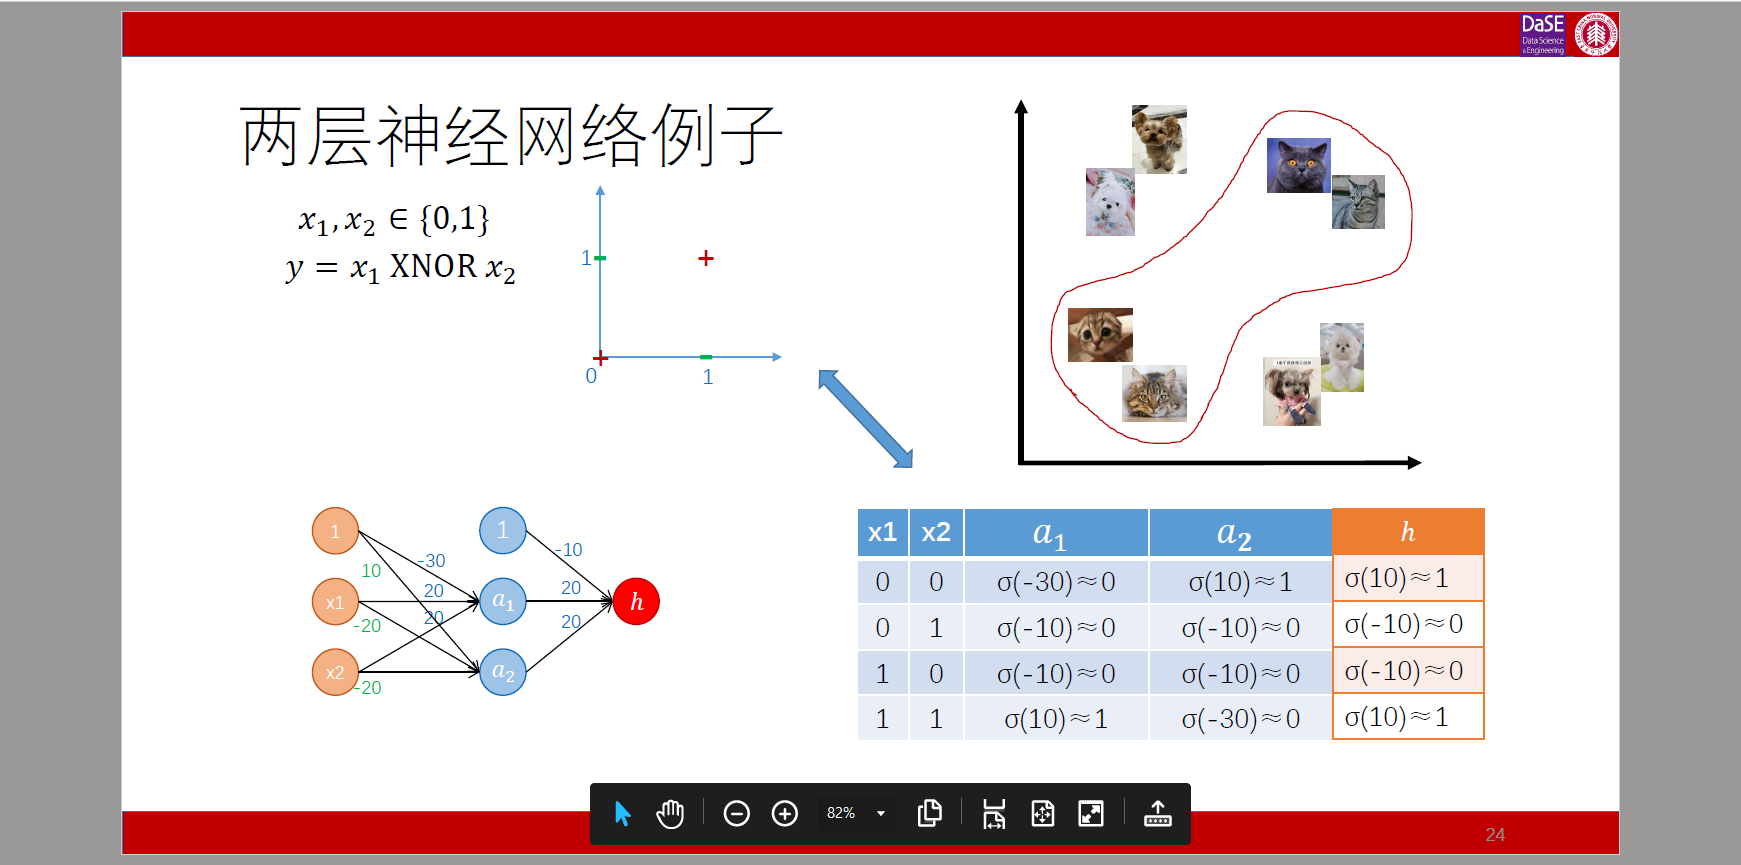 DaSE
Data Science
& Engineering
两层神经网络例子
x₁, x₂ ∈ {0,1}
y = x₁ XNOR x₂
1
0
1
1
1
-10
-30
10
20
20
x1
a₁
h
20
-20
20
x2
a₂
-20
x1 x2 a₁ a₂ h
0 0 σ(-30)≈0 σ(10)≈1 σ(10)≈1
0 1 σ(-10)≈0 σ(-10)≈0 σ(-10)≈0
1 0 σ(-10)≈0 σ(-10)≈0 σ(-10)≈0
1 1 σ(10)≈1 σ(-30)≈0 σ(10)≈1
82%
24